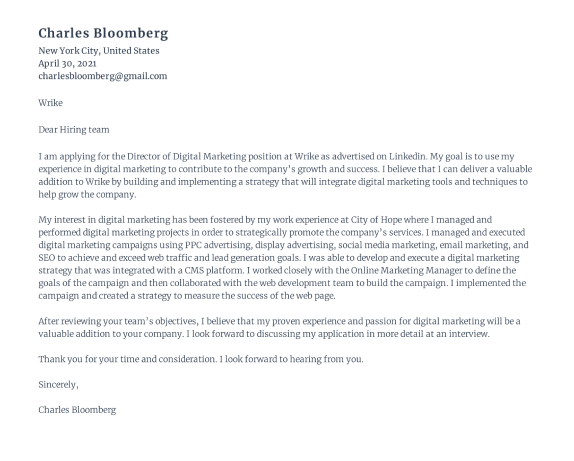 Charles Bloomberg
New York City, United States
April 30, 2021
charlesbloomberg@gmail.com
Wrike
Dear Hiring team
I am applying for the Director of Digital Marketing position at Wrike as advertised on Linkedin. My goal is to use my
experience in digital marketing to contribute to the company's growth and success. I believe that I can deliver a valuable
addition to Wrike by building and implementing a strategy that will integrate digital marketing tools and techniques to
help grow the company.
My interest in digital marketing has been fostered by my work experience at City of Hope where I managed and
performed digital marketing projects in order to strategically promote the company's services. I managed and executed
digital marketing campaigns using PPC advertising, display advertising, social media marketing, email marketing, and
SEO to achieve and exceed web traffic and lead generation goals. I was able to develop and execute a digital marketing
strategy that was integrated with a CMS platform. I worked closely with the Online Marketing Manager to define the
goals of the campaign and then collaborated with the web development team to build the campaign. I implemented the
campaign and created a strategy to measure the success of the web page.
After reviewing your team's objectives, I believe that my proven experience and passion for digital marketing will be a
valuable addition to your company. I look forward to discussing my application in more detail at an interview.
Thank you for your time and consideration. I look forward to hearing from you.
Sincerely,
Charles Bloomberg